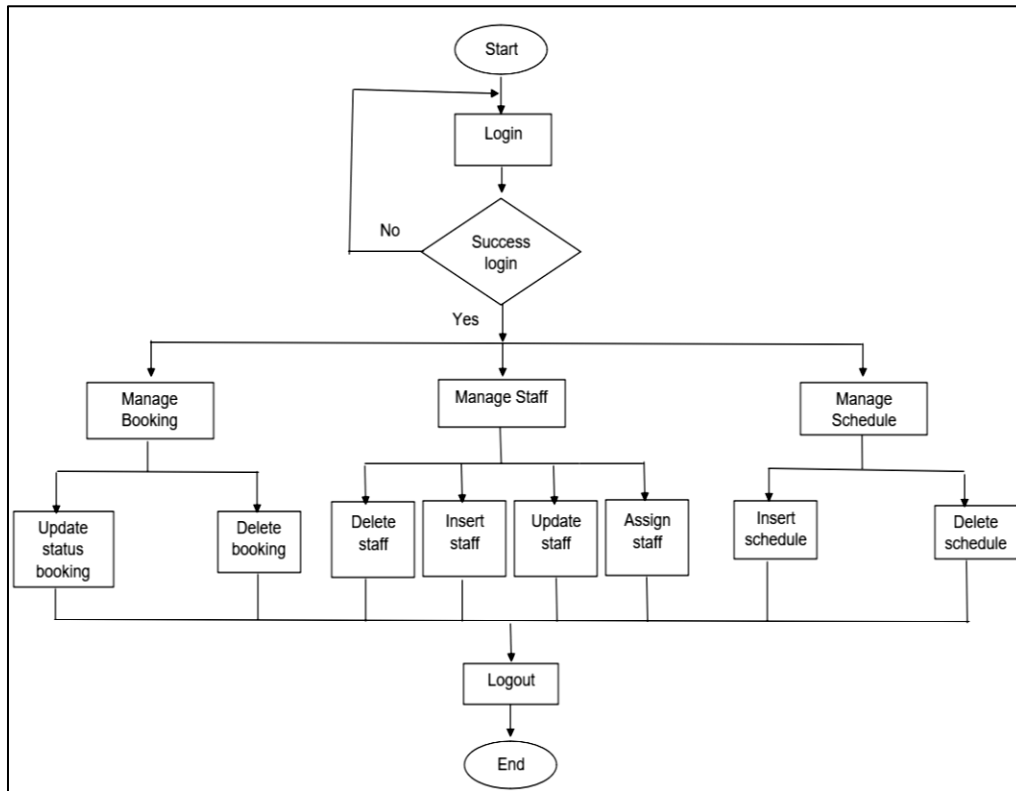 Start
Login
No
Success
login
Yes
Manage
Booking
Manage Staff
Manage
Schedule
Update
status
booking
Delete
booking
Delete
staff
Insert
staff
Update
staff
Assign
staff
Insert
schedule
Delete
schedule
Logout
End